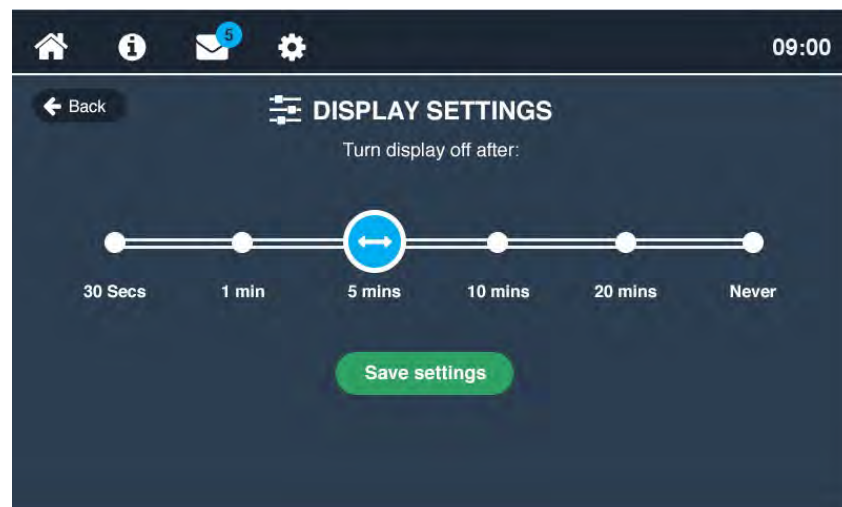 5
09:00
Back
DISPLAY SETTINGS
Turn display off after:
30 Secs 1 min 5 mins 10 mins 20 mins Never
Save settings